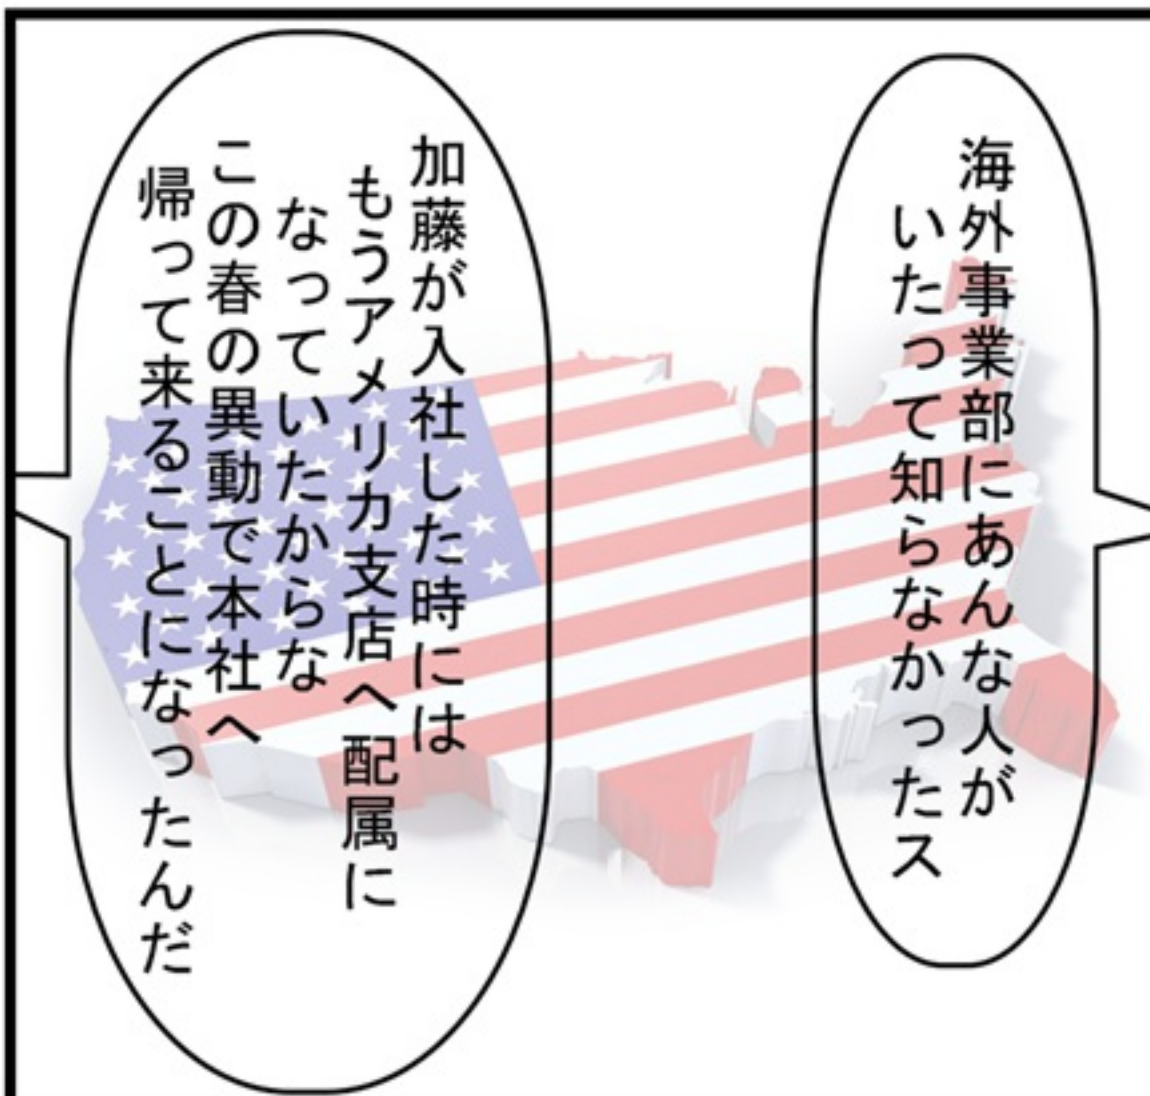 海外事業部にあんな人が
いたって知らなかったス
加藤が入社した時には
もうアメリカ支店へ配属に
なっていたからな
この春の異動で本社へ
帰って来ることになったんだ